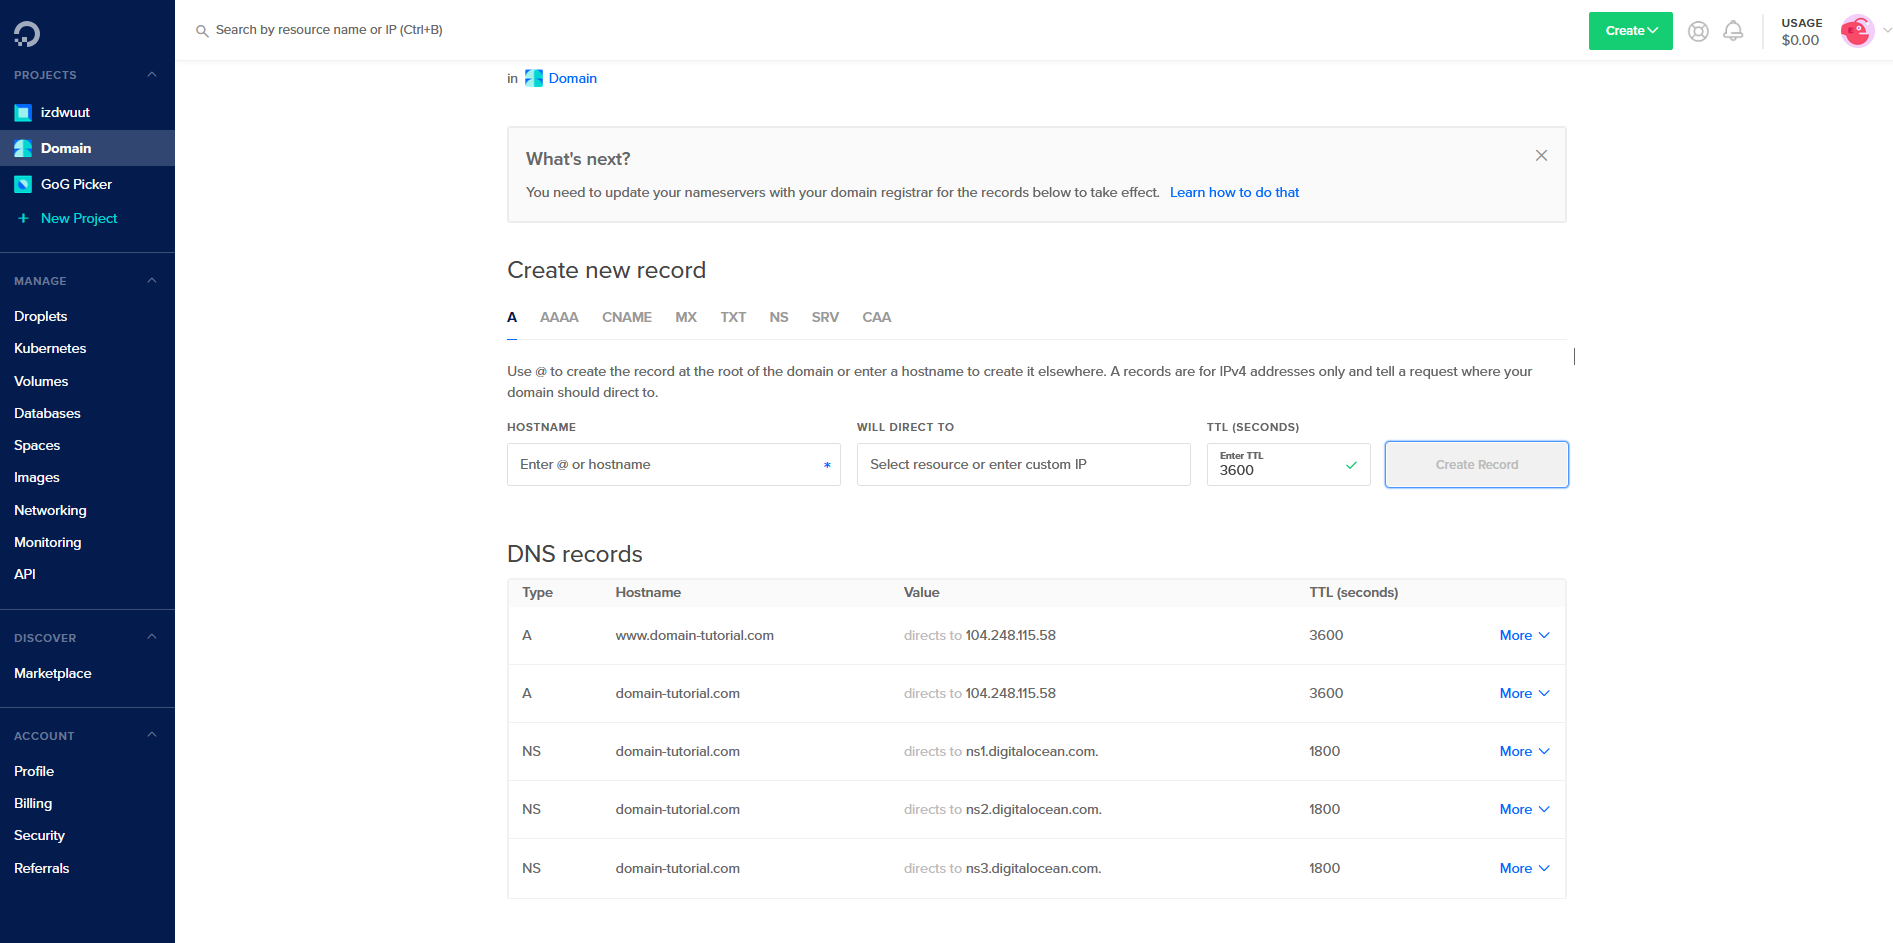 Search by resource name or IP (Ctrl+B)
Create
USAGE
$0.00
PROJECTS
izdwuut
Domain
GoG Picker
+ New Project
MANAGE
Droplets
Kubernetes
Volumes
Databases
Spaces
Images
Networking
Monitoring
API
DISCOVER
Marketplace
ACCOUNT
Profile
Billing
Security
Referrals
in Domain
What's next?
You need to update your nameservers with your domain registrar for the records below to take effect. Learn how to do that
Create new record
A AAAA CNAME MX TXT NS SRV CAA
Use @ to create the record at the root of the domain or enter a hostname to create it elsewhere. A records are for IPv4 addresses only and tell a request where your
domain should direct to.
HOSTNAME WILL DIRECT TO TTL (SECONDS)
Enter @ or hostname * Select resource or enter custom IP Enter TTL
3600
Create Record
DNS records
Type Hostname Value TTL (seconds)
A www.domain-tutorial.com directs to 104.248.115.58 3600 More
A domain-tutorial.com directs to 104.248.115.58 3600 More
NS domain-tutorial.com directs to ns1.digitalocean.com. 1800 More
NS domain-tutorial.com directs to ns2.digitalocean.com. 1800 More
NS domain-tutorial.com directs to ns3.digitalocean.com. 1800 More